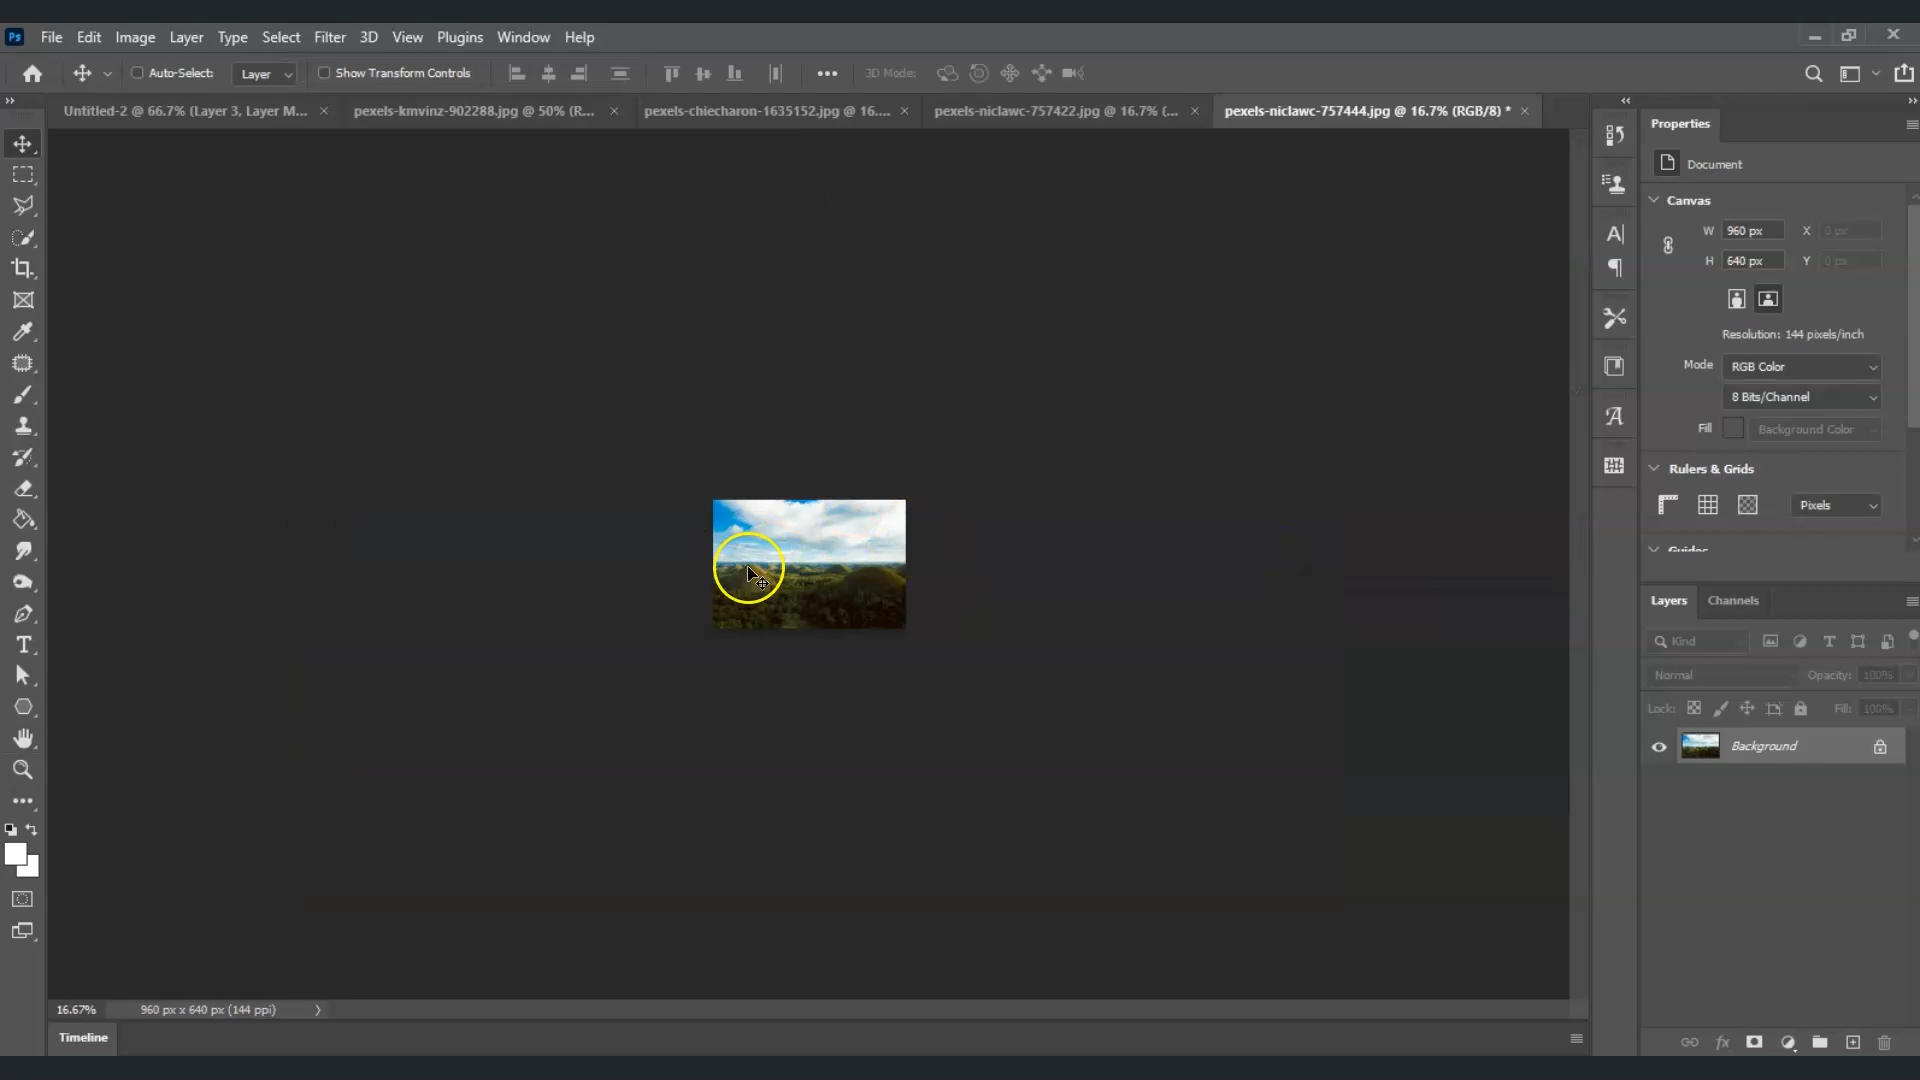 Ps File Edit Image Layer Type Select Filter 3D View Plugins Window Help
Auto-Select: Layer Show Transform Controls 3D Mode:
Untitled-2 @ 66.7% (Layer 3, Layer M... pexels-kmvinz-902288.jpg @ 50% (R... pexels-chiecharon-1635152.jpg @ 16.... pexels-niclawc-757422.jpg @ 16.7% (... pexels-niclawc-757444.jpg @ 16.7% (RGB/8) *
Properties
Document
Canvas
W 960 px X 0 px
H 640 px Y 0 px
Resolution: 144 pixels/inch
Mode RGB Color
8 Bits/Channel
Fill Background Color
Rulers & Grids
Pixels
Guides
Layers Channels
Kind
Normal Opacity: 100%
Lock: Fill: 100%
Background
16.67% 960 px x 640 px (144 ppi)
Timeline